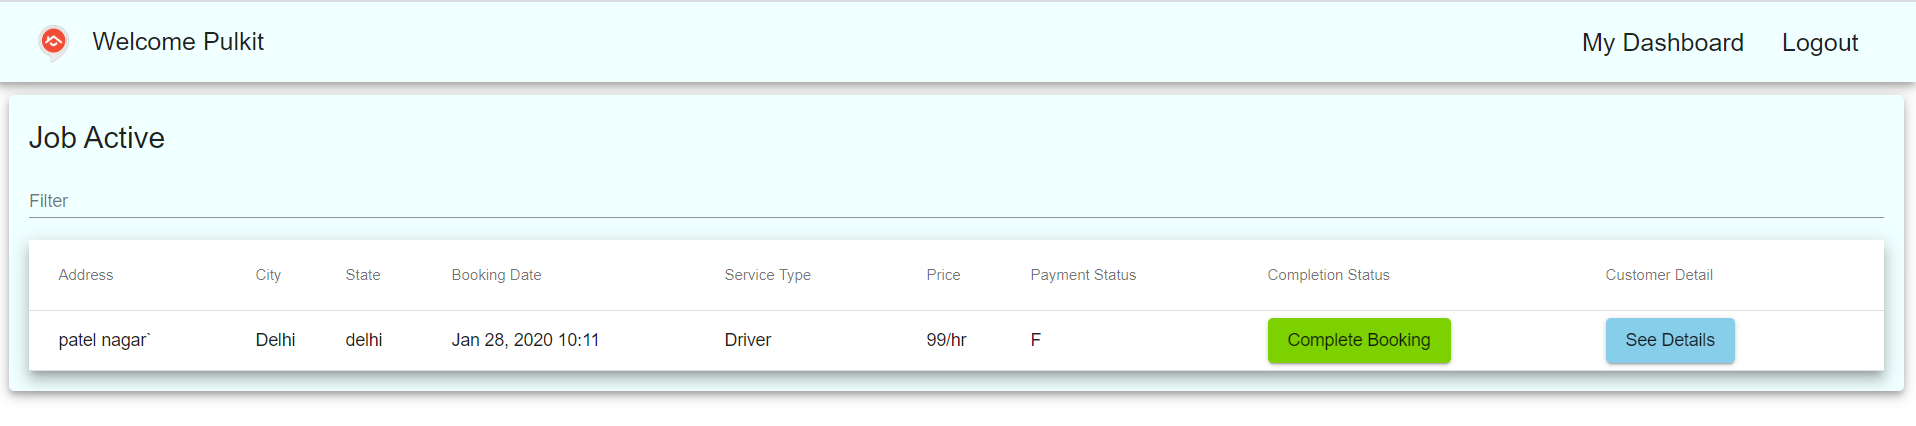 Welcome Pulkit My Dashboard Logout
Job Active
Filter
Address City State Booking Date Service Type Price Payment Status Completion Status Customer Detail
patel nagar` Delhi delhi Jan 28, 2020 10:11 Driver 99/hr F Complete Booking See Details